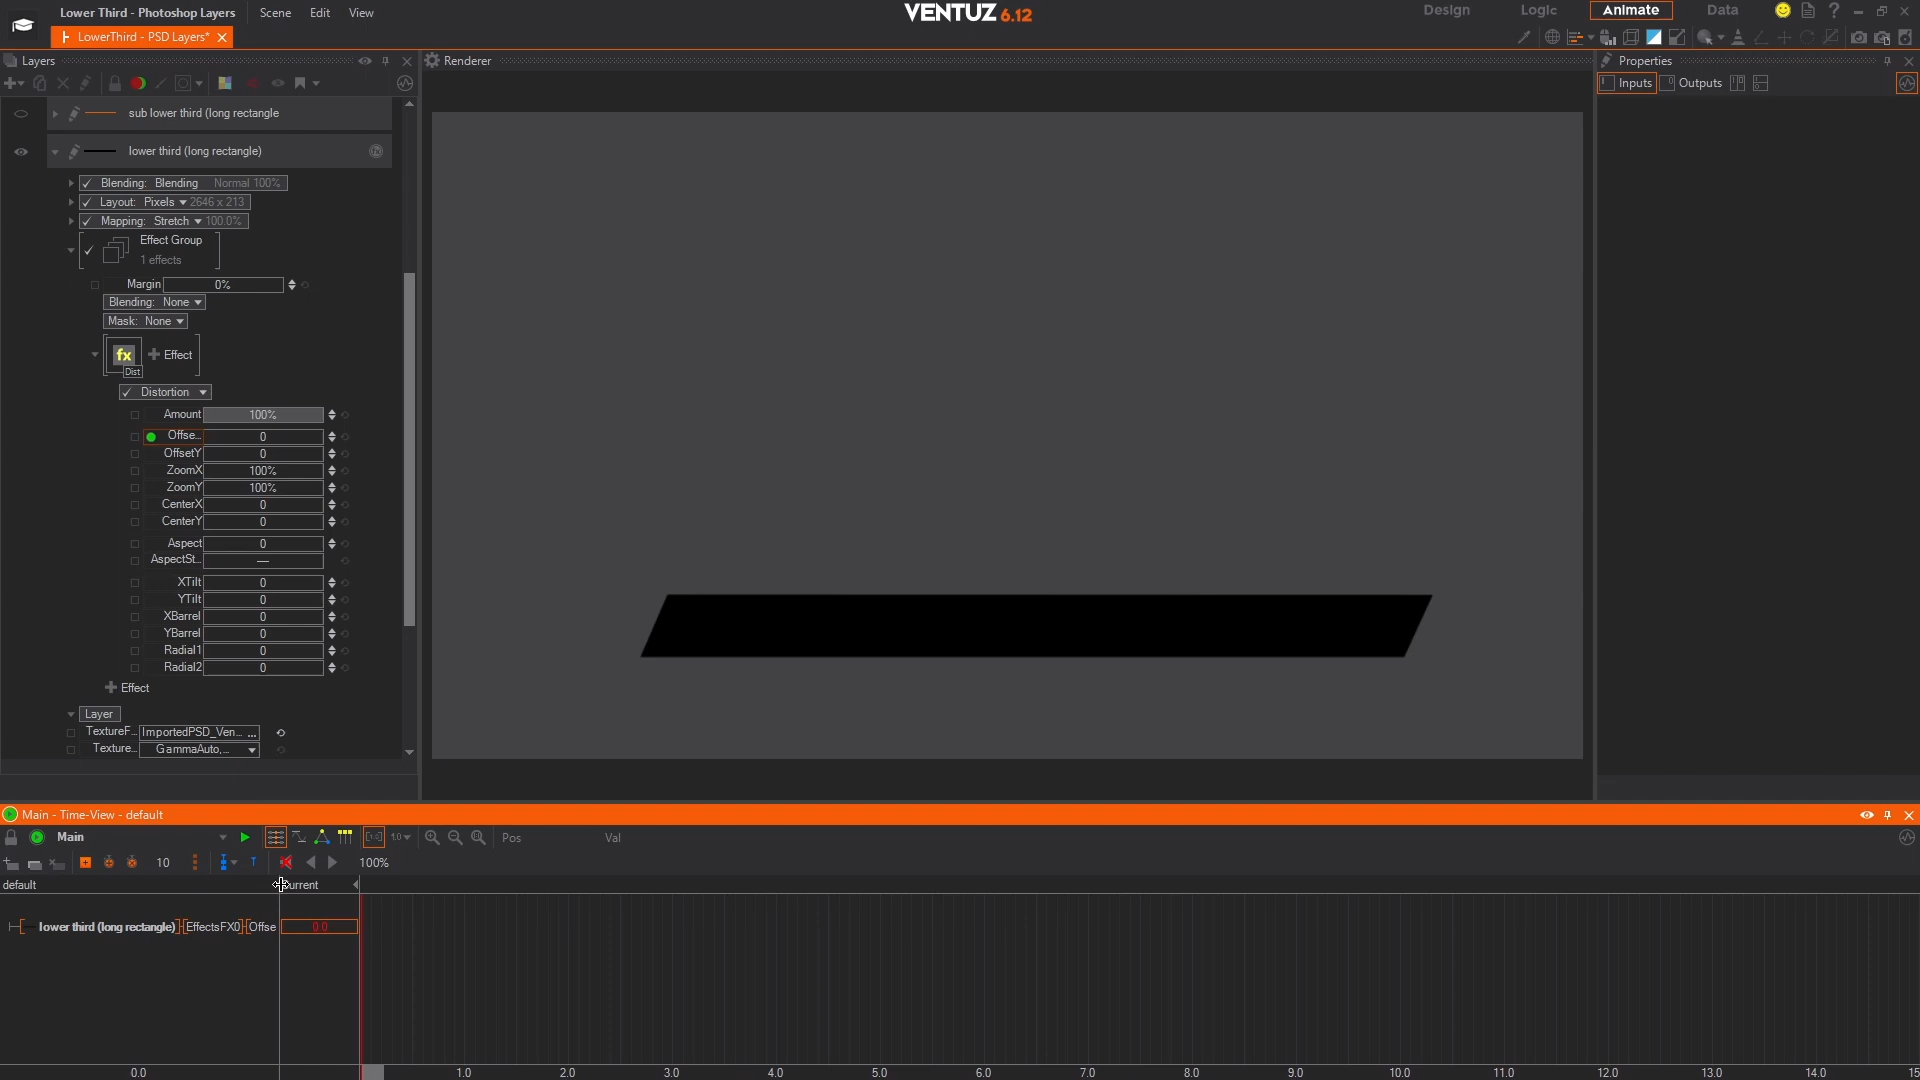 Lower Third - Photoshop Layers Scene Edit View VENTUZ 6.12 Design Logic Animate Data
LowerThird - PSD Layers*
Layers Renderer Properties
Inputs Outputs
sub lower third (long rectangle
lower third (long rectangle)
Blending: Blending Normal 100%
Layout: Pixels 2646 x 213
Mapping: Stretch 100.0%
Effect Group
1 effects
Margin 0%
Blending: None
Mask: None
fx Effect
Dist
Distortion
Amount 100%
Offse... 0
OffsetY 0
ZoomX 100%
ZoomY 100%
CenterX 0
CenterY 0
Aspect 0
AspectSt... —
XTilt 0
YTilt 0
XBarrel 0
YBarrel 0
Radial1 0
Radial2 0
Effect
Layer
TextureF... ImportedPSD_Ven... ...
Texture... GammaAuto,...
Main - Time-View - default
Main 1.0 Pos Val
10 100%
default urrent
lower third (long rectangle) EffectsFX0 Offse 0.0
0.0 1.0 2.0 3.0 4.0 5.0 6.0 7.0 8.0 9.0 10.0 11.0 12.0 13.0 14.0 15